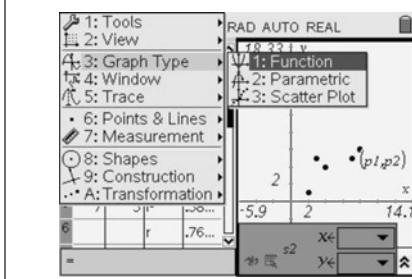 1: Tools
2: View
3: Graph Type
4: Window
5: Trace
6: Points & Lines
7: Measurement
8: Shapes
9: Construction
A: Transformation
RAD AUTO REAL
18.33 y
1: Function
2: Parametric
3: Scatter Plot
(p1,p2)
2
x
-5.9 2 14.1
6 r .76...
s2
x←
y←
=